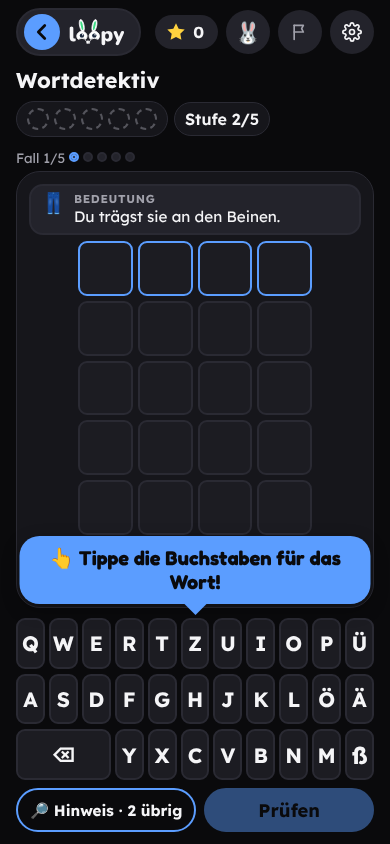 loopy
0
Wortdetektiv
Stufe 2/5
Fall 1/5
BEDEUTUNG
Du trägst sie an den Beinen.
👆 Tippe die Buchstaben für das
Wort!
Q W E R T Z U I O P Ü
A S D F G H J K L Ö Ä
Y X C V B N M ß
🔎 Hinweis · 2 übrig
Prüfen